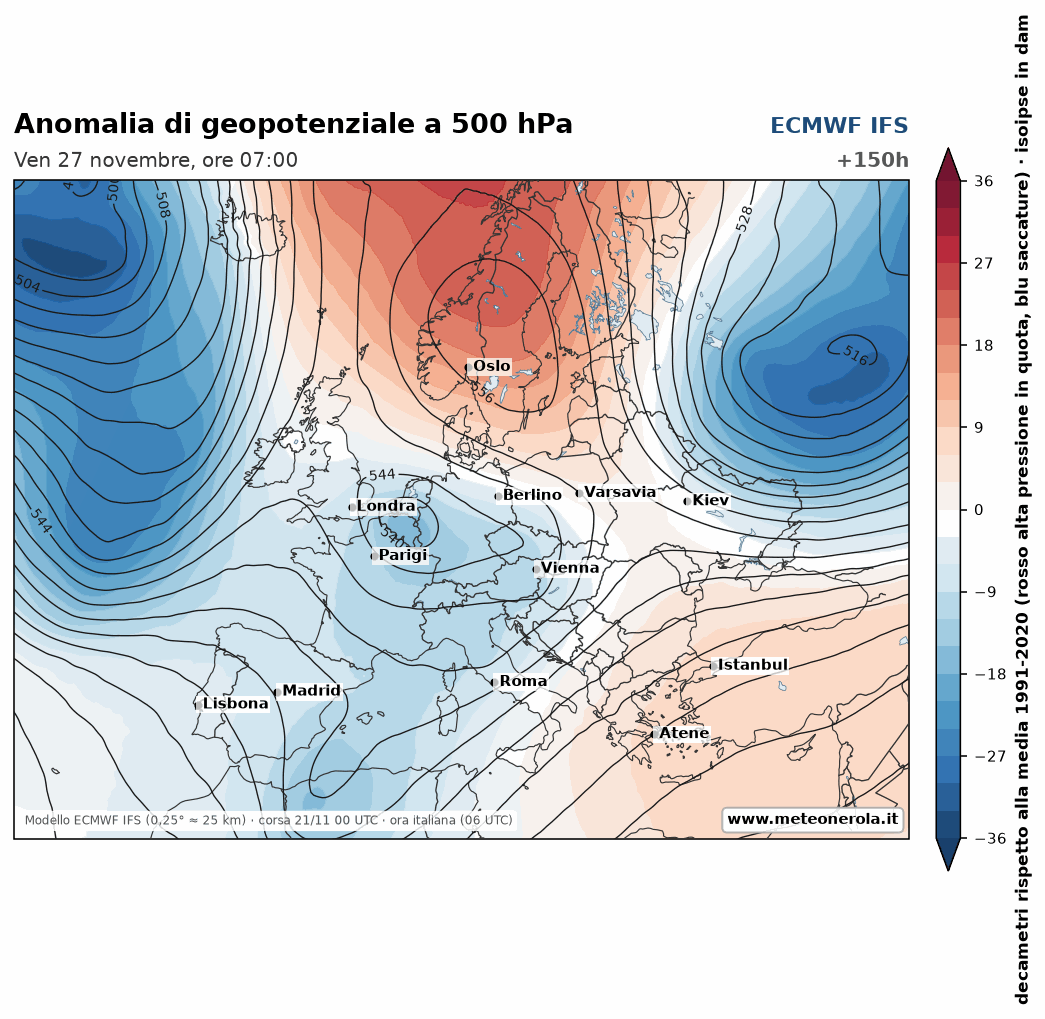 decametri rispetto alla media 1991-2020 (rosso alta pressione in quota, blu saccature) · isoipse in dam
Anomalia di geopotenziale a 500 hPa
ECMWF IFS
Ven 27 novembre, ore 07:00
+150h
500
508
528
504
516
536
544
544
540
Oslo
Berlino
Varsavia
Kiev
Londra
Parigi
Vienna
Istanbul
Roma
Madrid
Lisbona
Atene
36
27
18
9
0
−9
−18
−27
−36
Modello ECMWF IFS (0,25° ≈ 25 km) · corsa 21/11 00 UTC · ora italiana (06 UTC)
www.meteonerola.it